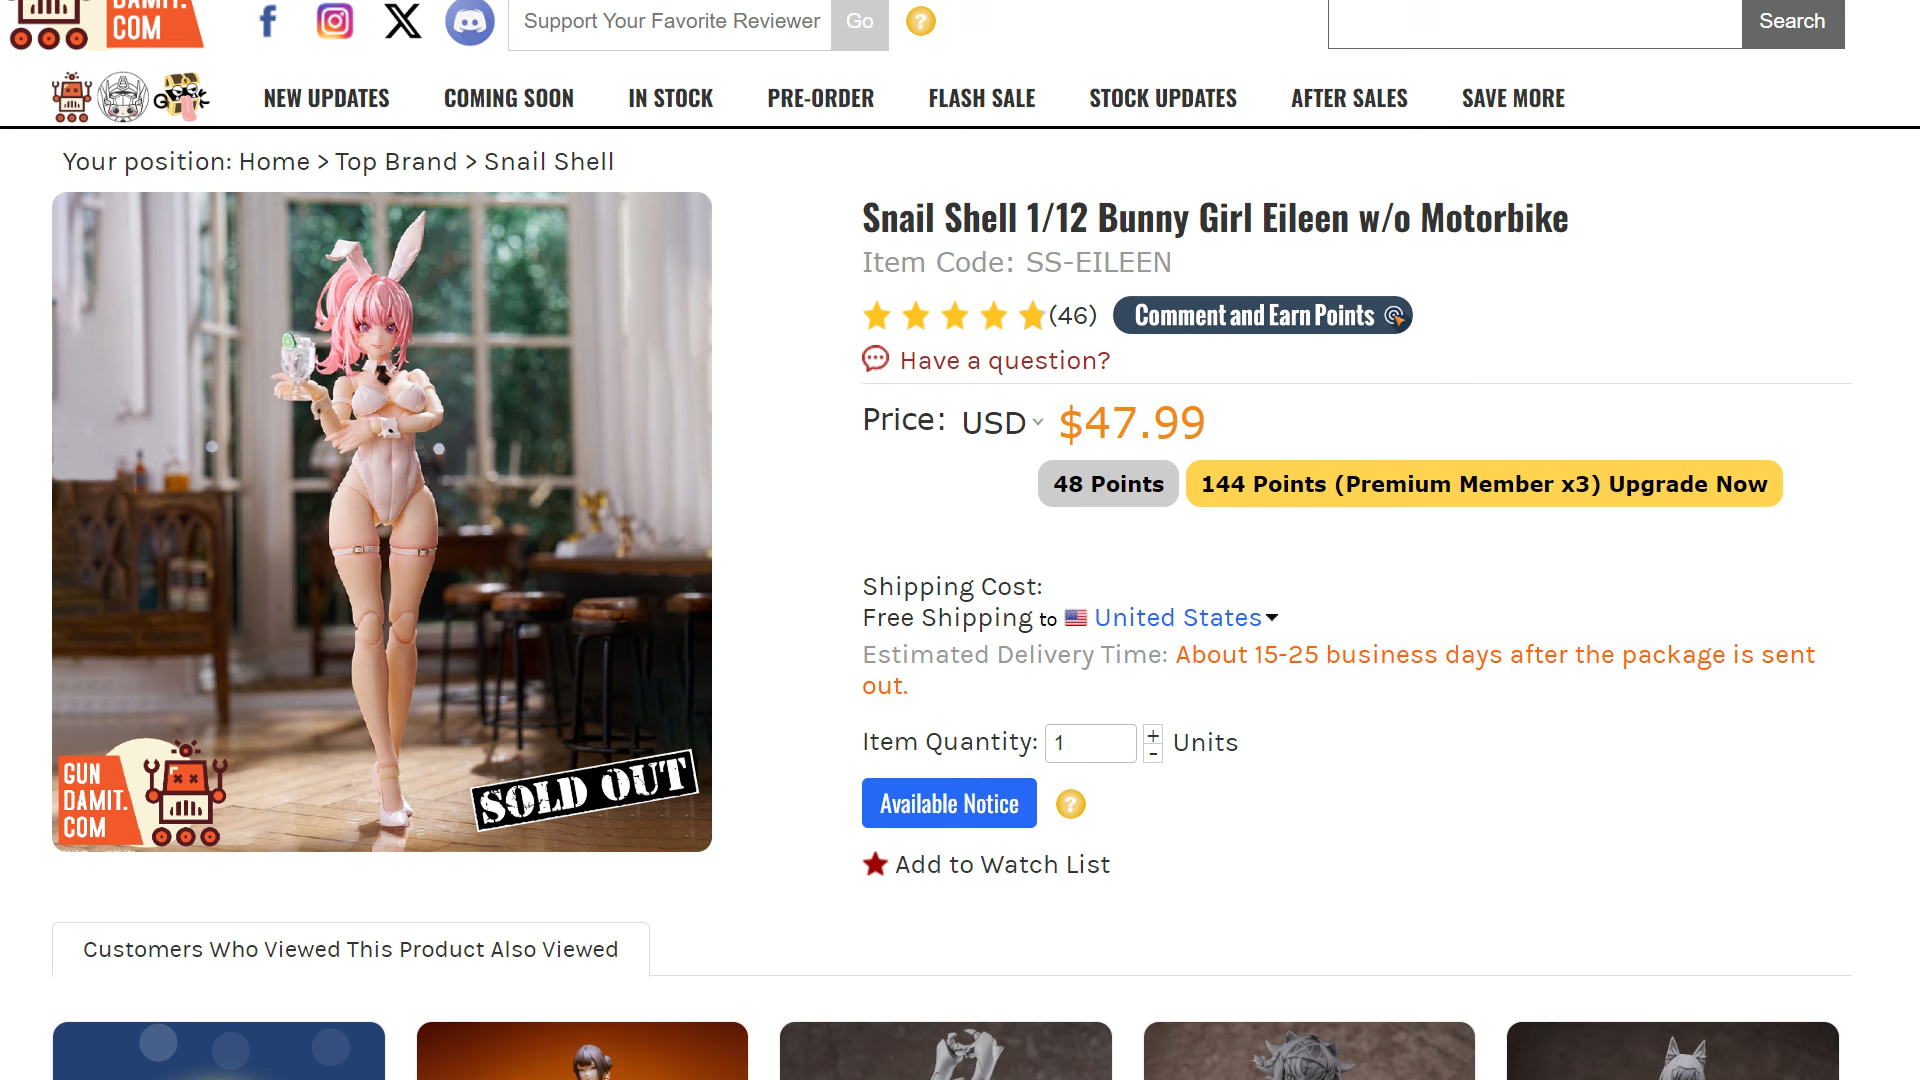 DAMIT.
COM
Support Your Favorite Reviewer
Go
?
Search
NEW UPDATES
COMING SOON
IN STOCK
PRE-ORDER
FLASH SALE
STOCK UPDATES
AFTER SALES
SAVE MORE
Your position: Home > Top Brand > Snail Shell
Snail Shell 1/12 Bunny Girl Eileen w/o Motorbike
Item Code: SS-EILEEN
(46)
Comment and Earn Points
Have a question?
Price: USD $47.99
48 Points
144 Points (Premium Member x3) Upgrade Now
Shipping Cost:
Free Shipping to United States
Estimated Delivery Time: About 15-25 business days after the package is sent
out.
Item Quantity: 1 + - Units
Available Notice
?
Add to Watch List
GUN
DAMIT.
COM
SOLD OUT
Customers Who Viewed This Product Also Viewed